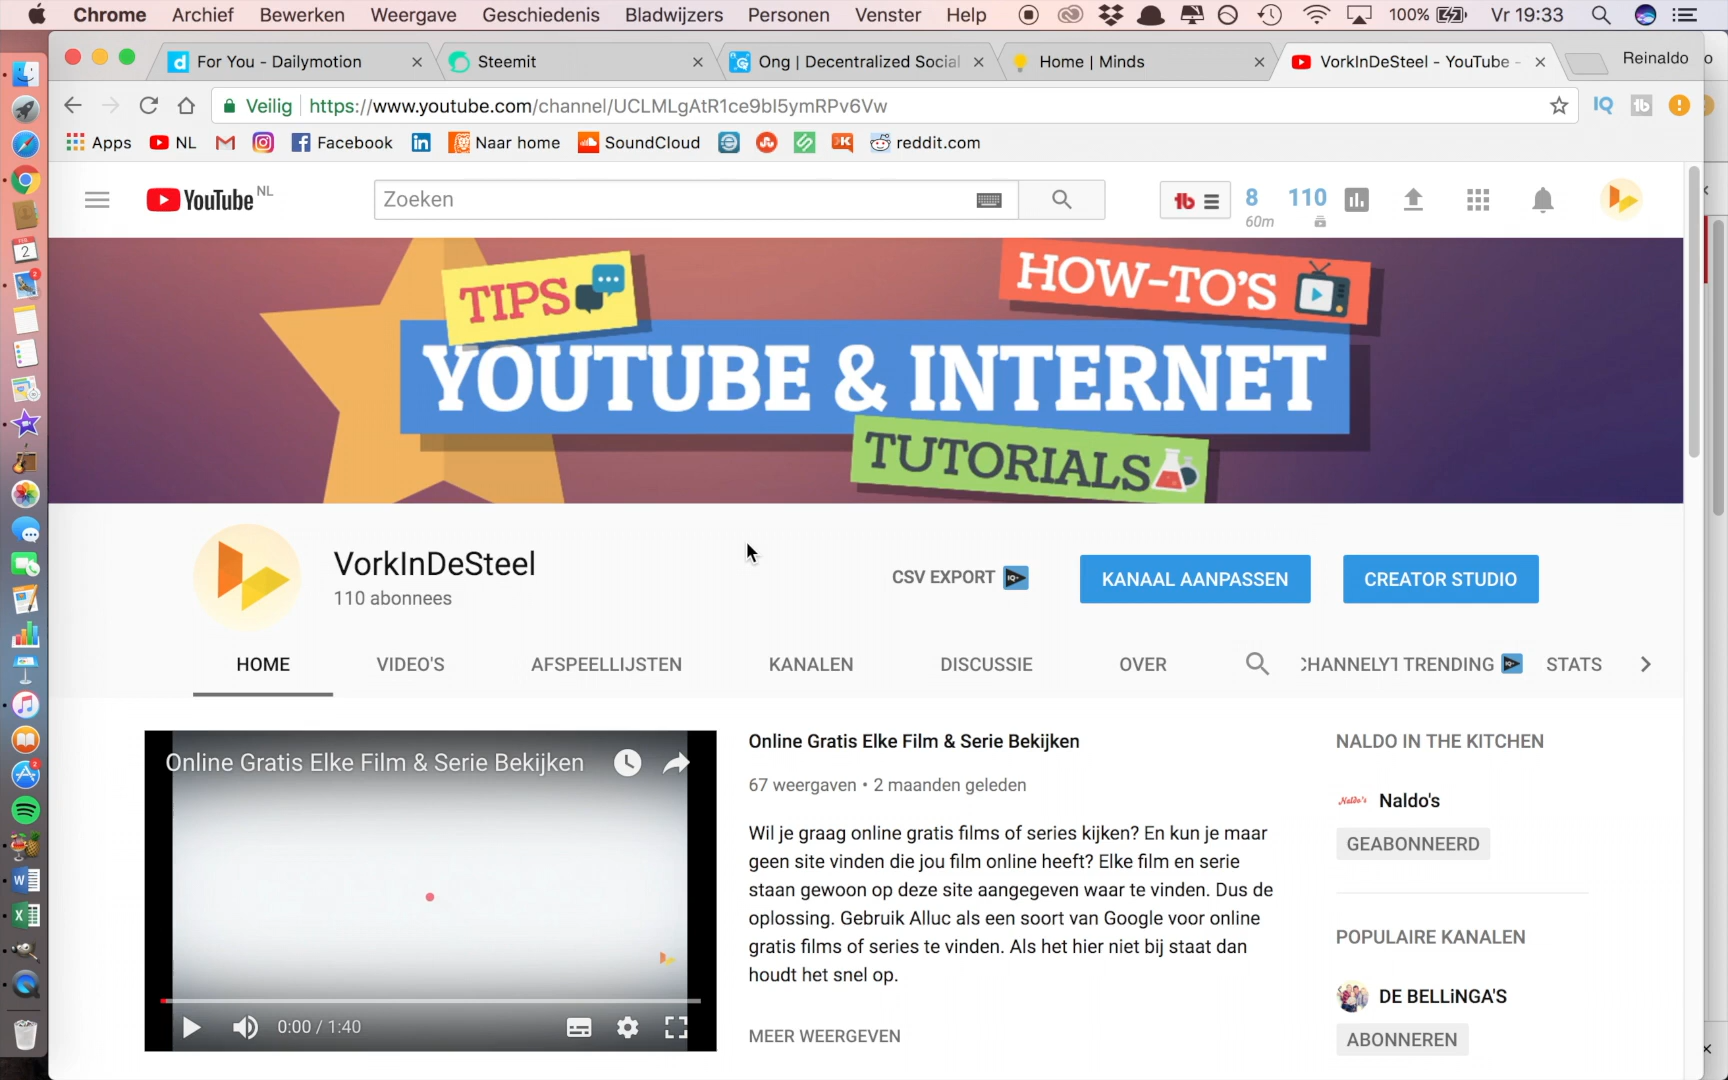 Chrome Archief Bewerken Weergave Geschiedenis Bladwijzers Personen Venster Help 100% Vr 19:33
For You - Dailymotion Steemit Ong | Decentralized Social Home | Minds VorkInDeSteel - YouTube - Reinaldo
Veilig https://www.youtube.com/channel/UCLMLgAtR1ce9bI5ymRPv6Vw
Apps NL Facebook Naar home SoundCloud reddit.com
YouTube NL Zoeken 8 60m 110
TIPS
HOW-TO'S
YOUTUBE & INTERNET
TUTORIALS
VorkInDeSteel
110 abonnees
CSV EXPORT KANAAL AANPASSEN CREATOR STUDIO
HOME VIDEO'S AFSPEELLIJSTEN KANALEN DISCUSSIE OVER TRENDING STATS
Online Gratis Elke Film & Serie Bekijken
0:00 / 1:40
Online Gratis Elke Film & Serie Bekijken
67 weergaven • 2 maanden geleden
Wil je graag online gratis films of series kijken? En kun je maar
geen site vinden die jou film online heeft? Elke film en serie
staan gewoon op deze site aangegeven waar te vinden. Dus de
oplossing. Gebruik Alluc als een soort van Google voor online
gratis films of series te vinden. Als het hier niet bij staat dan
houdt het snel op.
MEER WEERGEVEN
NALDO IN THE KITCHEN
Naldo's
GEABONNEERD
POPULAIRE KANALEN
DE BELLiNGA'S
ABONNEREN